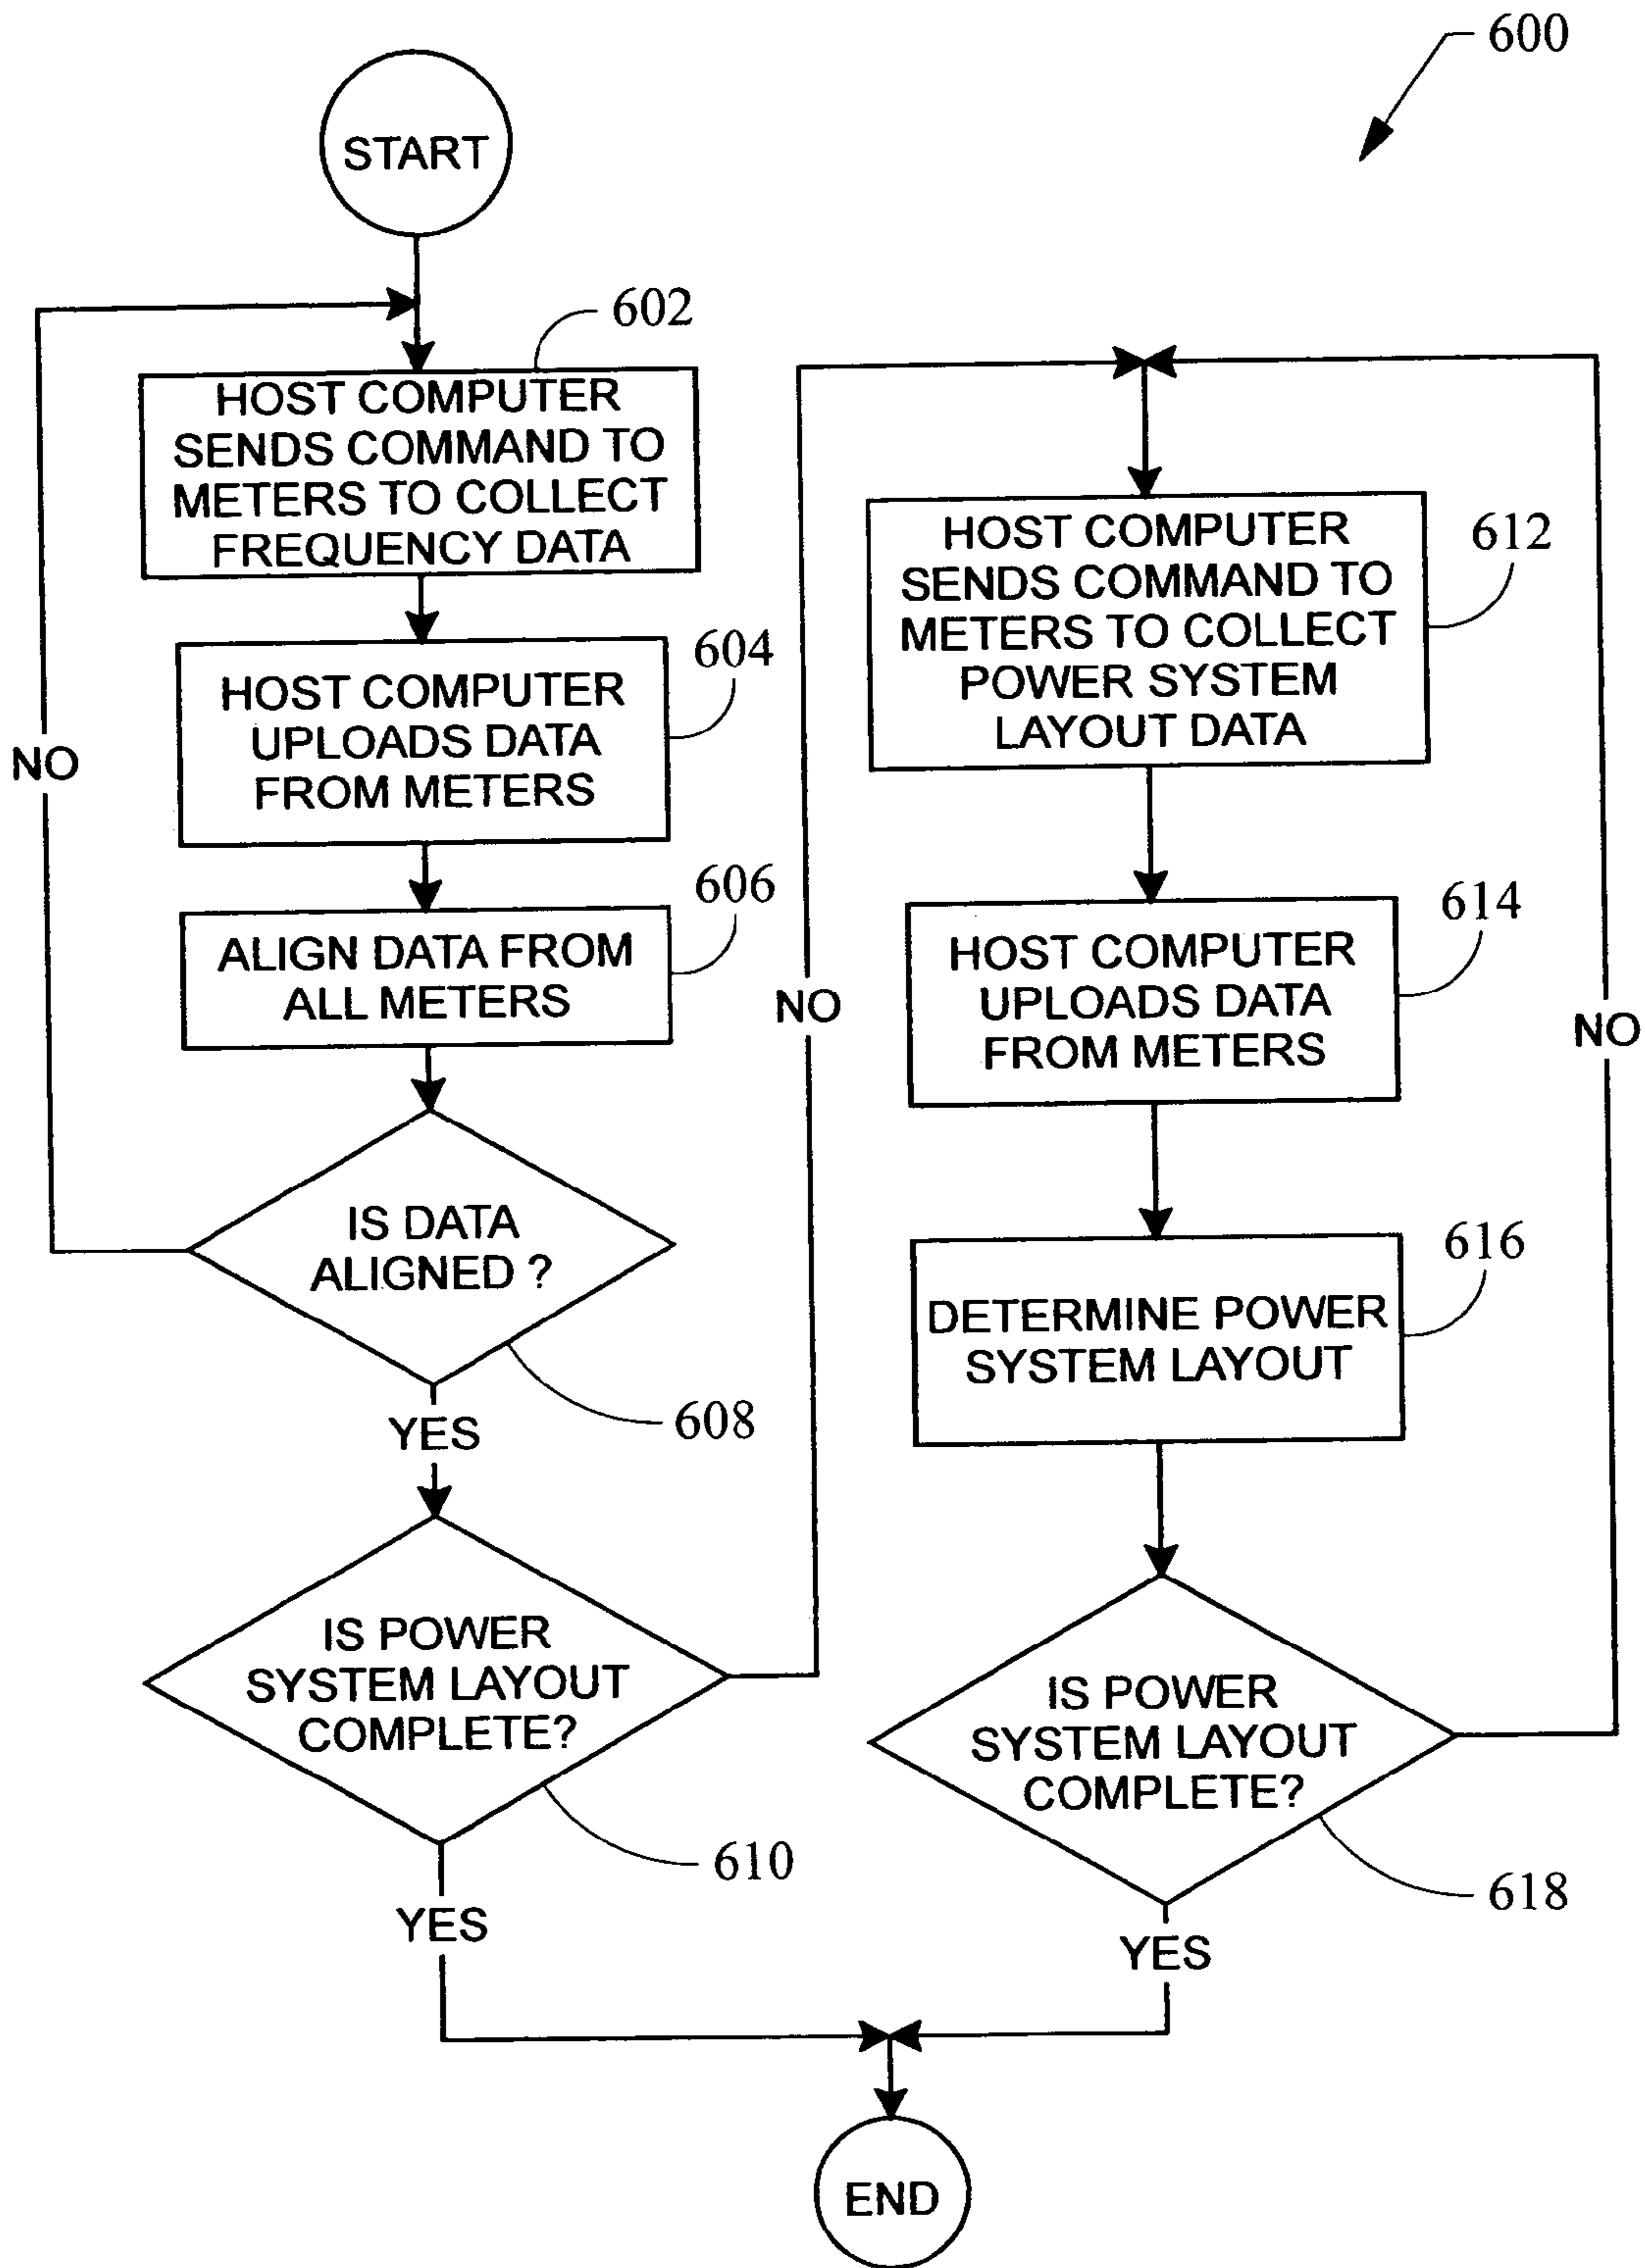 600
START
602
HOST COMPUTER
SENDS COMMAND TO
METERS TO COLLECT
FREQUENCY DATA
604
HOST COMPUTER
UPLOADS DATA
FROM METERS
NO
606
ALIGN DATA FROM
ALL METERS
IS DATA
ALIGNED ?
608
YES
IS POWER
SYSTEM LAYOUT
COMPLETE?
610
YES
NO
HOST COMPUTER
SENDS COMMAND TO
METERS TO COLLECT
POWER SYSTEM
LAYOUT DATA
612
HOST COMPUTER
UPLOADS DATA
FROM METERS
614
NO
DETERMINE POWER
SYSTEM LAYOUT
616
IS POWER
SYSTEM LAYOUT
COMPLETE?
618
YES
END